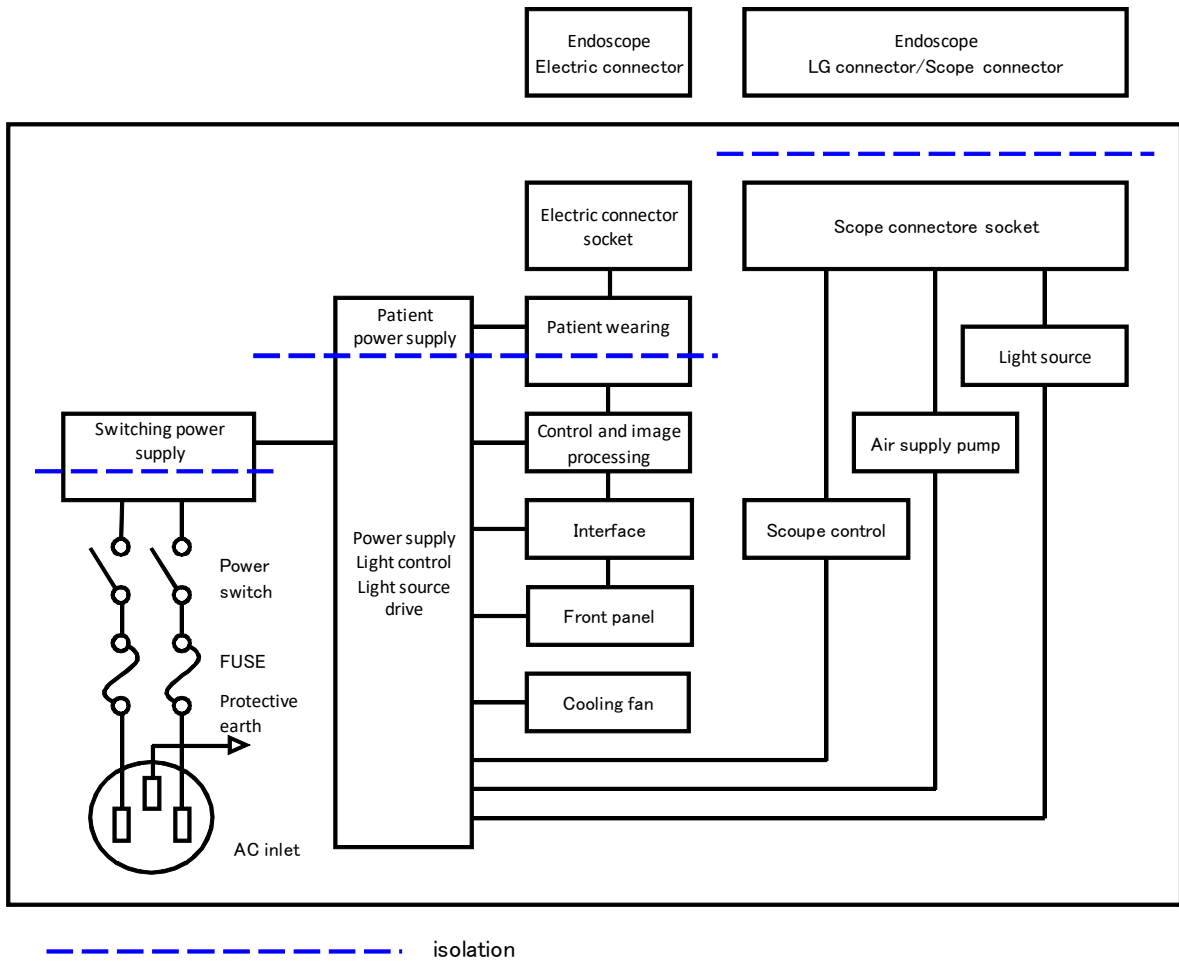 Endoscope
Electric connector
Endoscope
LG connector/Scope connector
Electric connector
socket
Scope connectore socket
Patient
power supply
Patient wearing
Light source
Switching power
supply
Control and image
processing
Air supply pump
Power supply
Light control
Light source
drive
Interface
Scoupe control
Power
switch
Front panel
FUSE
Protective
earth
Cooling fan
AC inlet
isolation